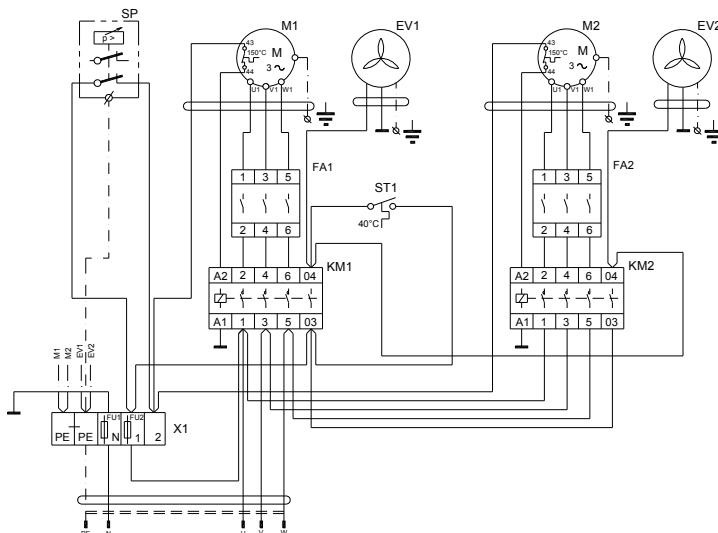 SP
p >
M1
43
150°C
M
3 ~
44
U1 V1 W1
EV1
M2
43
150°C
M
3 ~
44
U1 V1 W1
EV2
FA1
1 3 5
2 4 6
ST1
40°C
FA2
1 3 5
2 4 6
KM1
A2 2 4 6 04
A1 1 3 5 03
KM2
A2 2 4 6 04
A1 1 3 5 03
M1
M2
EV1
EV2
FU1
FU2
PE PE N 1 2
X1
PE N U V W